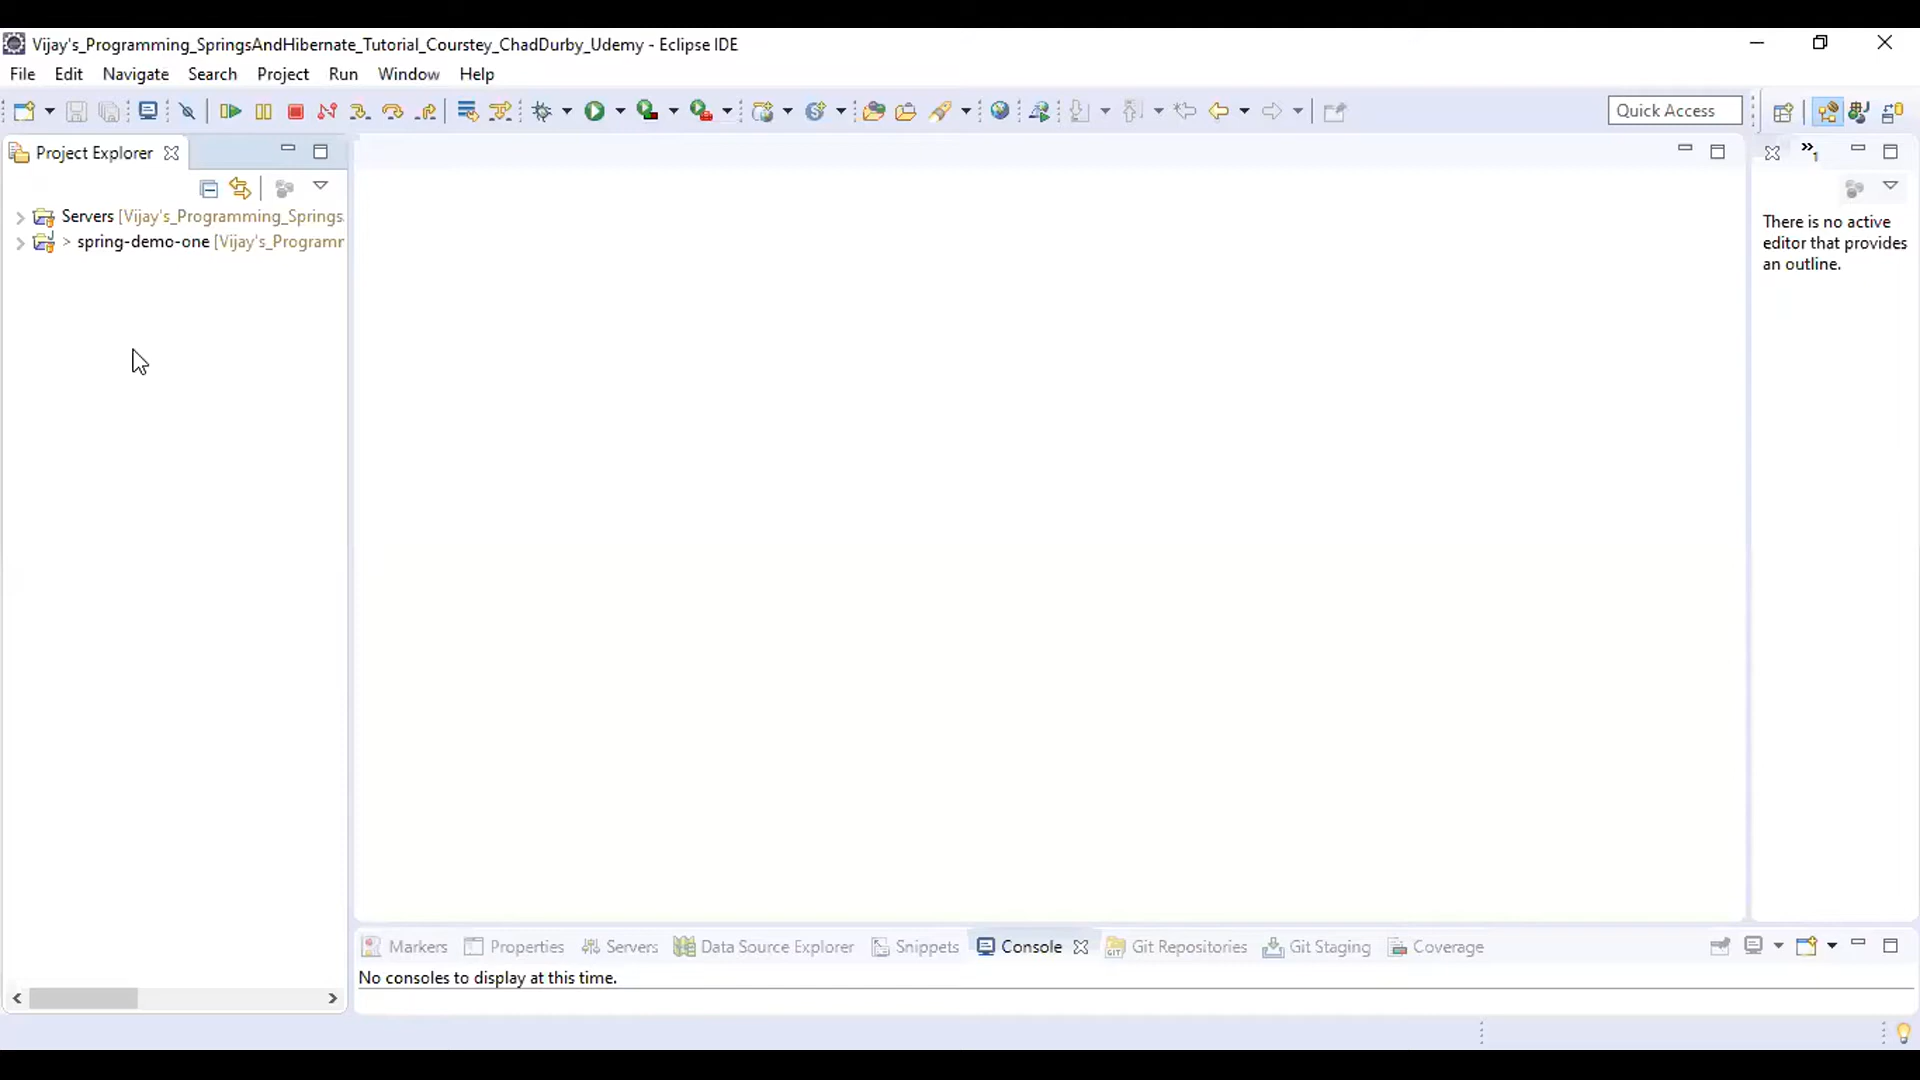 Vijay's_Programming_SpringsAndHibernate_Tutorial_Courstey_ChadDurby_Udemy - Eclipse IDE
File Edit Navigate Search Project Run Window Help
Quick Access
Project Explorer
Servers [Vijay's_Programming_Springs
> spring-demo-one [Vijay's_Programm
There is no active
editor that provides
an outline.
Markers Properties Servers Data Source Explorer Snippets Console Git Repositories Git Staging Coverage
No consoles to display at this time.